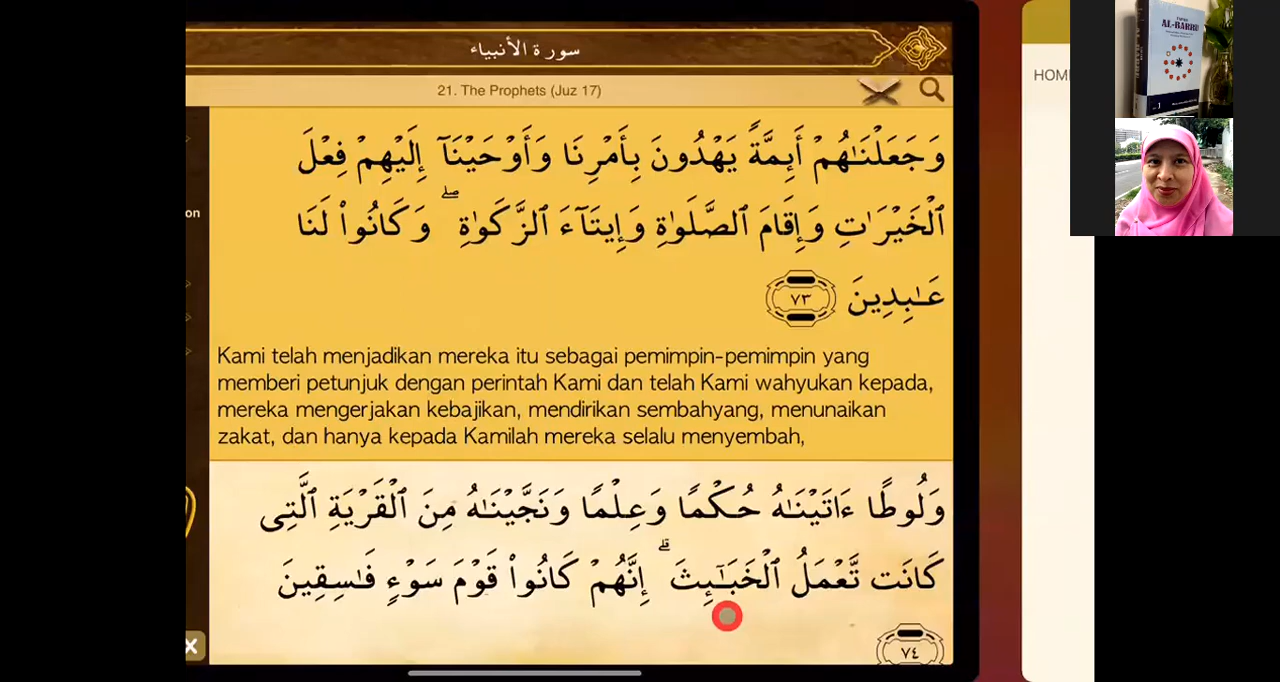 سورة الأنبياء
21. The Prophets (Juz 17)
HOM
on
وَجَعَلْنَٰهُمْ أَئِمَّةً يَهْدُونَ بِأَمْرِنَا وَأَوْحَيْنَآ إِلَيْهِمْ فِعْلَ
ٱلْخَيْرَٰتِ وَإِقَامَ ٱلصَّلَوٰةِ وَإِيتَآءَ ٱلزَّكَوٰةِ ۖ وَكَانُوا۟ لَنَا
عَٰبِدِينَ ٧٣
Kami telah menjadikan mereka itu sebagai pemimpin-pemimpin yang
memberi petunjuk dengan perintah Kami dan telah Kami wahyukan kepada,
mereka mengerjakan kebajikan, mendirikan sembahyang, menunaikan
zakat, dan hanya kepada Kamilah mereka selalu menyembah,
وَلُوطًا ءَاتَيْنَٰهُ حُكْمًا وَعِلْمًا وَنَجَّيْنَٰهُ مِنَ ٱلْقَرْيَةِ ٱلَّتِى
كَانَت تَّعْمَلُ ٱلْخَبَٰٓئِثَ ۗ إِنَّهُمْ كَانُوا۟ قَوْمَ سَوْءٍ فَٰسِقِينَ
٧٤
X
AL-BARRU